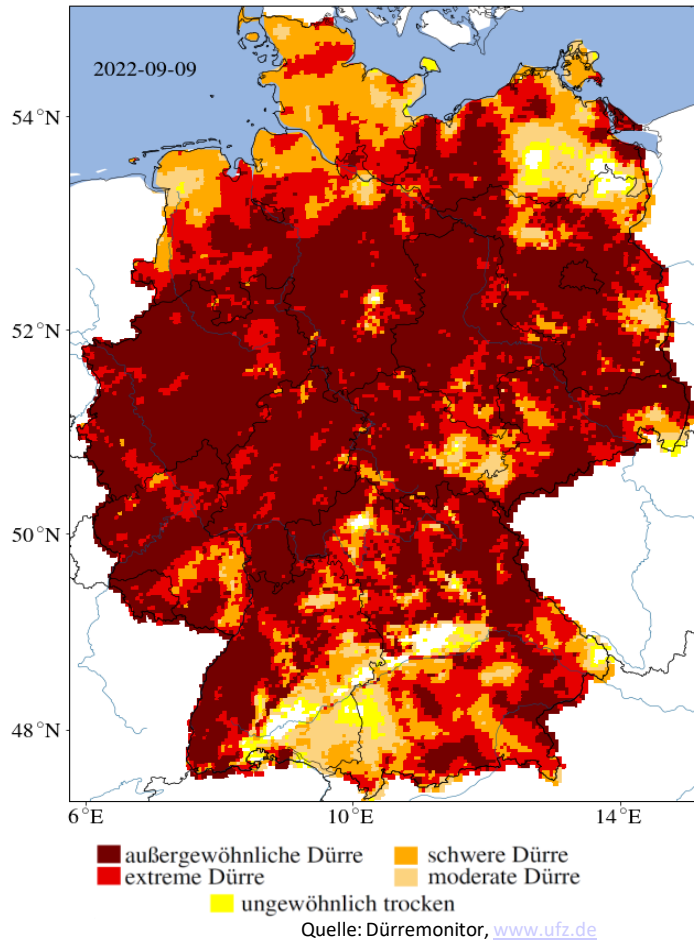 2022-09-09
54°N
52°N
50°N
48°N
6°E 10°E 14°E
außergewöhnliche Dürre schwere Dürre
extreme Dürre moderate Dürre
ungewöhnlich trocken
Quelle: Dürremonitor, www.ufz.de